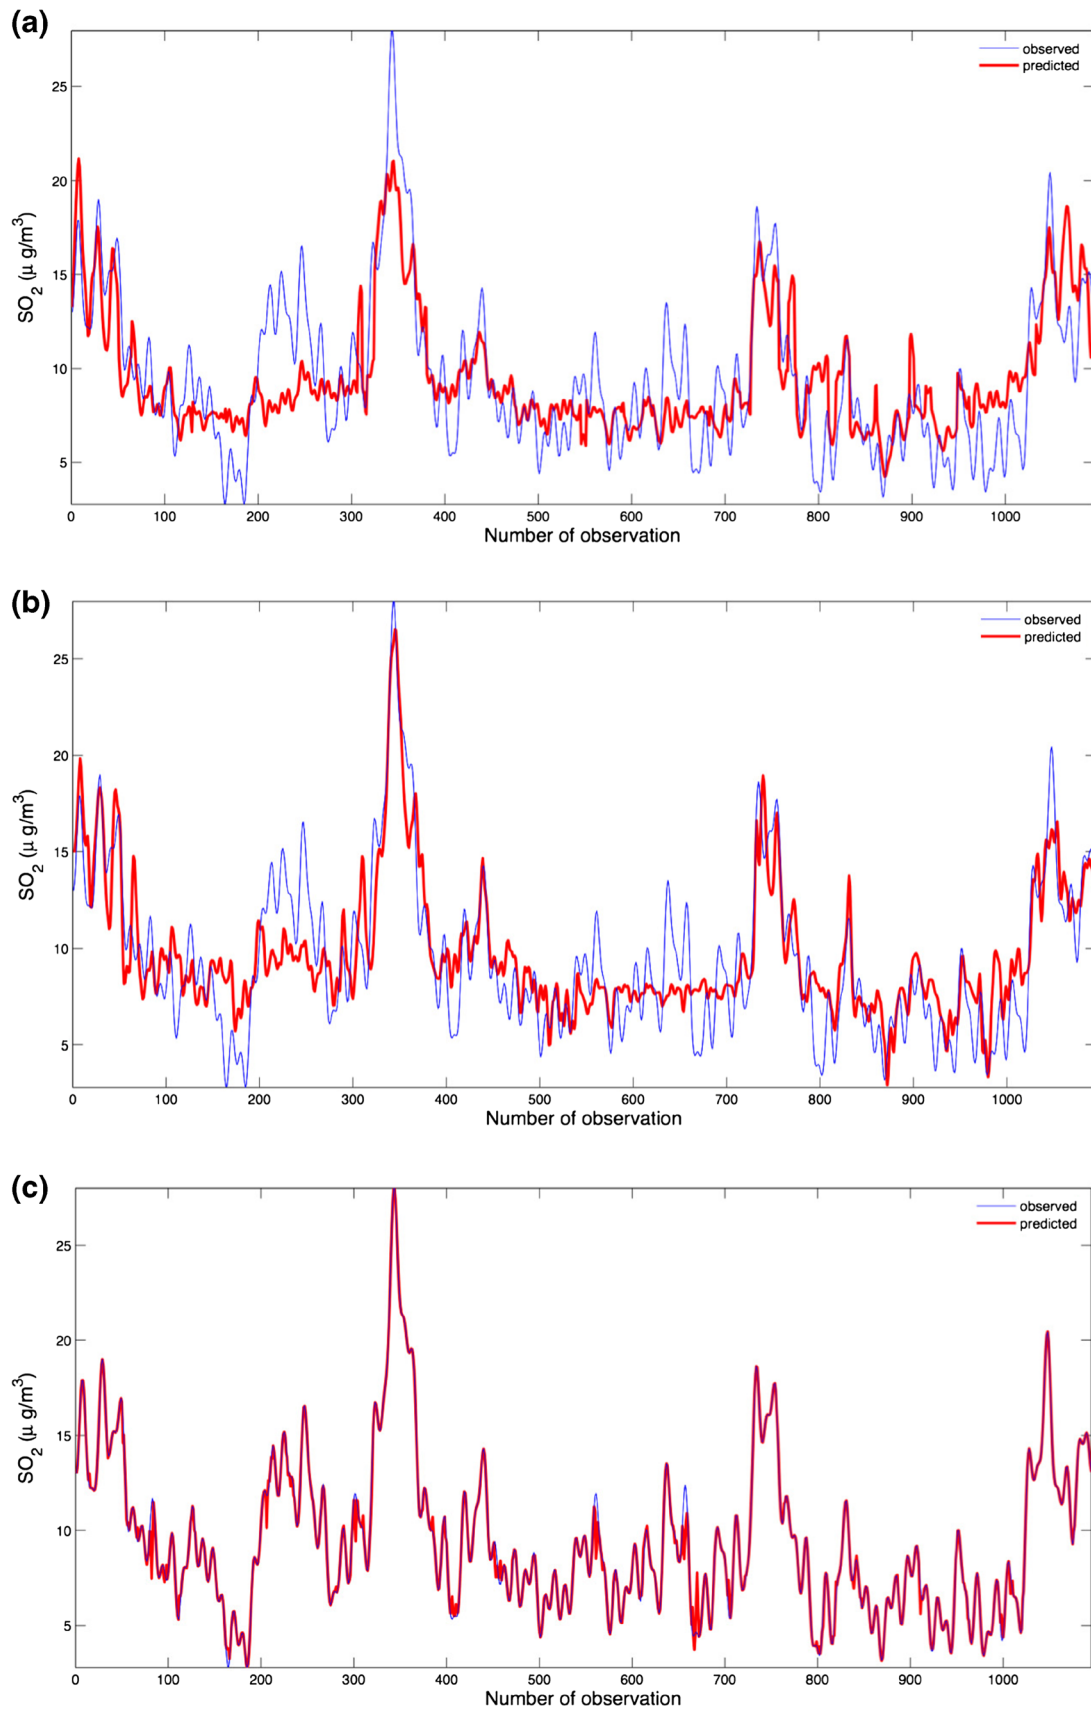 (a)
observed
predicted
25
20
15
10
5
SO2 (μ g/m3)
0 100 200 300 400 500 600 700 800 900 1000
Number of observation
(b)
observed
predicted
25
20
15
10
5
SO2 (μ g/m3)
0 100 200 300 400 500 600 700 800 900 1000
Number of observation
(c)
observed
predicted
25
20
15
10
5
SO2 (μ g/m3)
0 100 200 300 400 500 600 700 800 900 1000
Number of observation